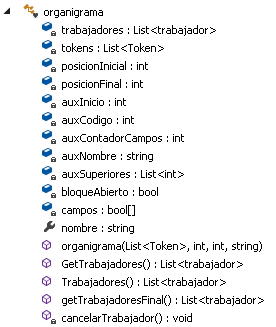 organigrama
trabajadores : List<trabajador>
tokens : List<Token>
posicionInicial : int
posicionFinal : int
auxInicio : int
auxCodigo : int
auxContadorCampos : int
auxNombre : string
auxSuperiores : List<int>
bloqueAbierto : bool
campos : bool[]
nombre : string
organigrama(List<Token>, int, int, string)
GetTrabajadores() : List<trabajador>
Trabajadores() : List<trabajador>
getTrabajadoresFinal() : List<trabajador>
cancelarTrabajador() : void